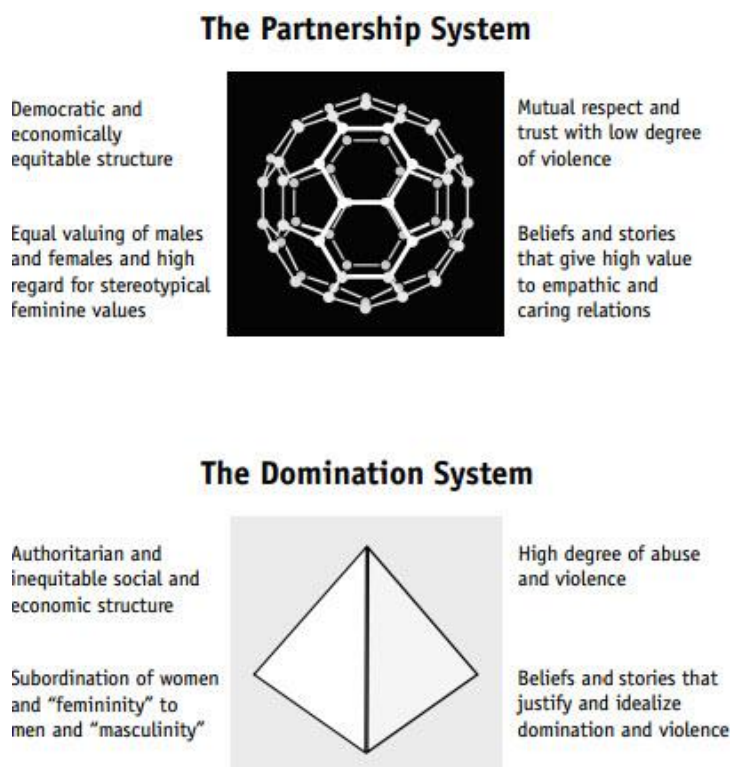 The Partnership System
Democratic and
economically
equitable structure
Mutual respect and
trust with low degree
of violence
Equal valuing of males
and females and high
regard for stereotypical
feminine values
Beliefs and stories
that give high value
to empathic and
caring relations
The Domination System
Authoritarian and
inequitable social and
economic structure
High degree of abuse
and violence
Subordination of women
and “femininity” to
men and “masculinity”
Beliefs and stories that
justify and idealize
domination and violence